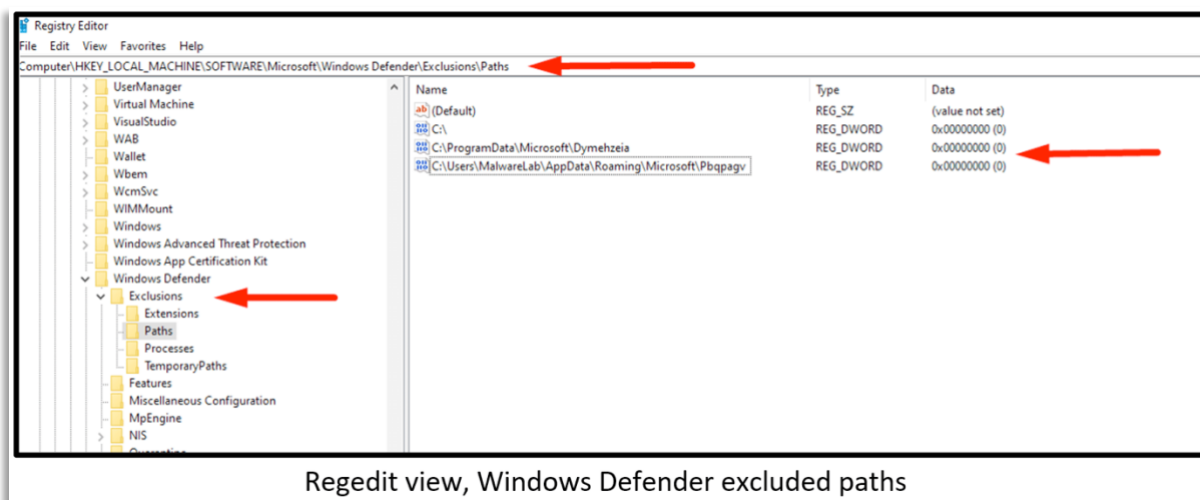 Registry Editor
File Edit View Favorites Help
Computer\HKEY_LOCAL_MACHINE\SOFTWARE\Microsoft\Windows Defender\Exclusions\Paths
UserManager
Virtual Machine
VisualStudio
WAB
Wallet
Wbem
WcmSvc
WIMMount
Windows
Windows Advanced Threat Protection
Windows App Certification Kit
Windows Defender
Exclusions
Extensions
Paths
Processes
TemporaryPaths
Features
Miscellaneous Configuration
MpEngine
NIS
Quarantine
Name Type Data
ab (Default) REG_SZ (value not set)
C:\ REG_DWORD 0x00000000 (0)
C:\ProgramData\Microsoft\Dymehzeia REG_DWORD 0x00000000 (0)
C:\Users\MalwareLab\AppData\Roaming\Microsoft\Pbqpagv REG_DWORD 0x00000000 (0)
Regedit view, Windows Defender excluded paths